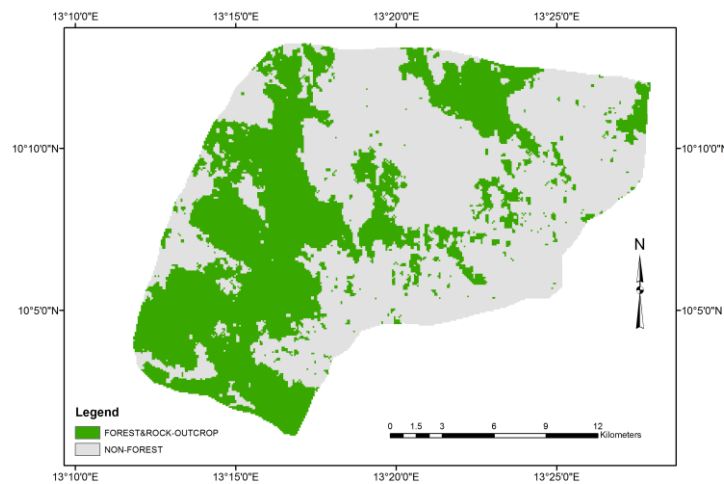 13°10'0"E 13°15'0"E 13°20'0"E 13°25'0"E
10°10'0"N 10°10'0"N
N
10°5'0"N 10°5'0"N
Legend
FOREST&ROCK-OUTCROP
NON-FOREST
0 1.5 3 6 9 12
Kilometers
13°10'0"E 13°15'0"E 13°20'0"E 13°25'0"E